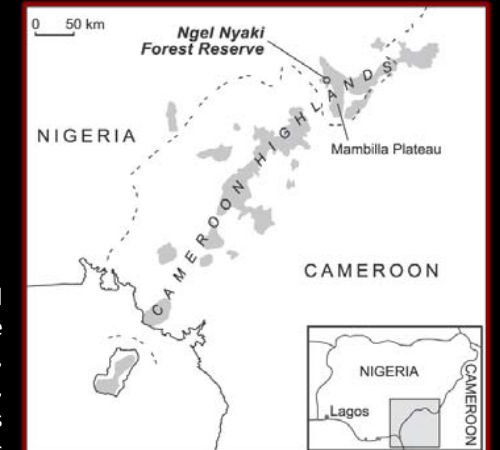 0 50 km
Ngel Nyaki
Forest Reserve
NIGERIA
Mambilla Plateau
CAMEROON HIGHLANDS
CAMEROON
NIGERIA
CAMEROON
Lagos